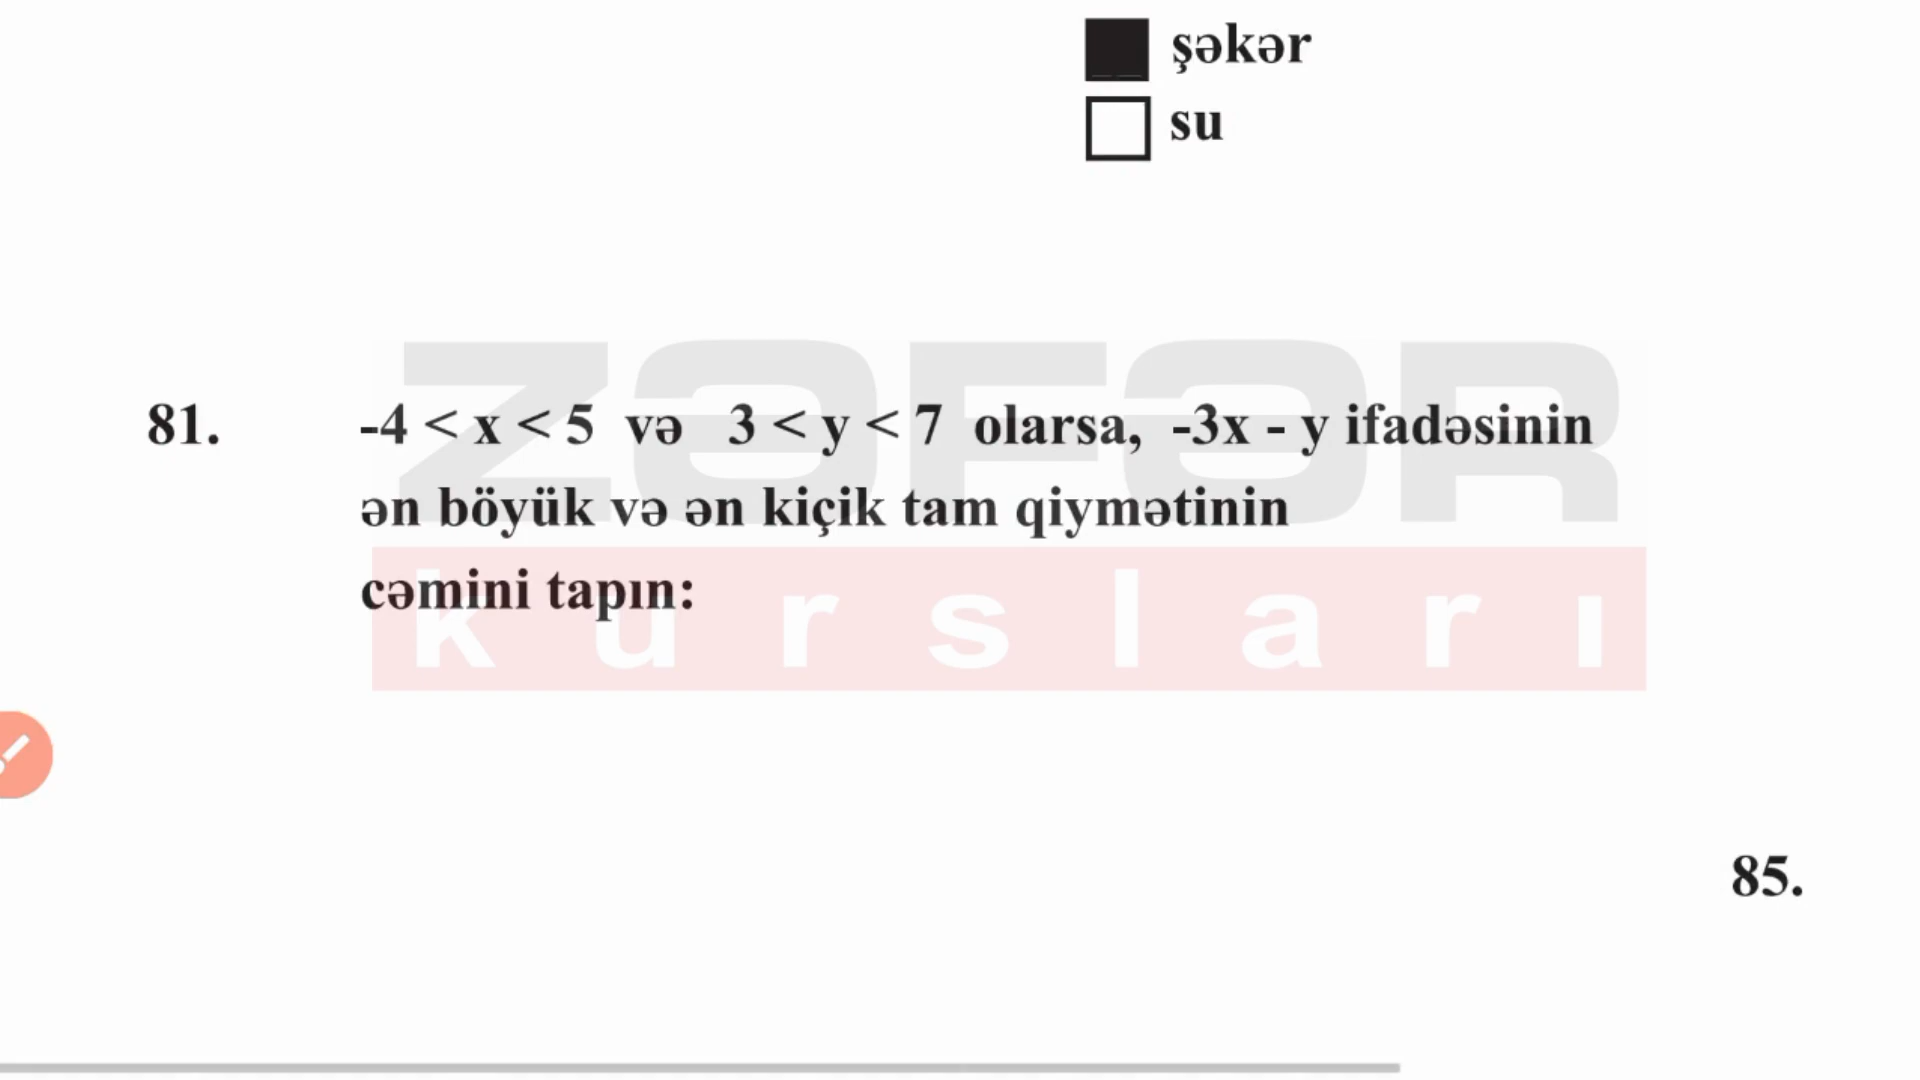 şəkər
su
81. -4 < x < 5 və 3 < y < 7 olarsa, -3x - y ifadəsinin
ən böyük və ən kiçik tam qiymətinin
cəmini tapın:
ZƏFƏR
kursları
85.